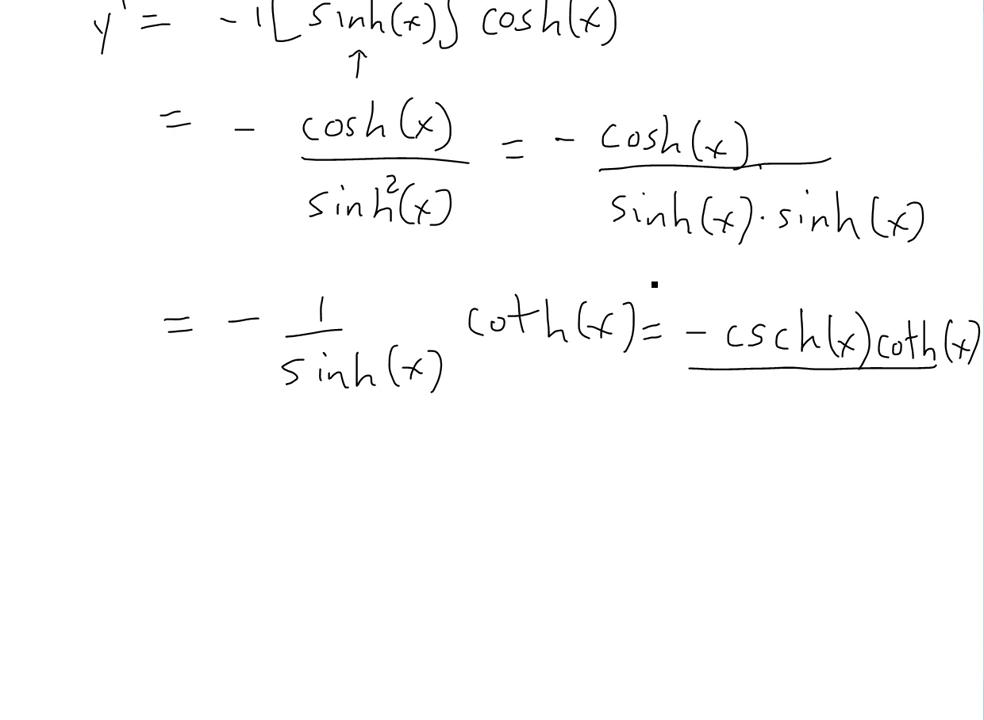 y' = -1[sinh(x)] cosh(x)
↑
= - cosh(x) / sinh²(x) = - cosh(x) / sinh(x)·sinh(x)
= - 1 / sinh(x) coth(x) = - csch(x)coth(x)